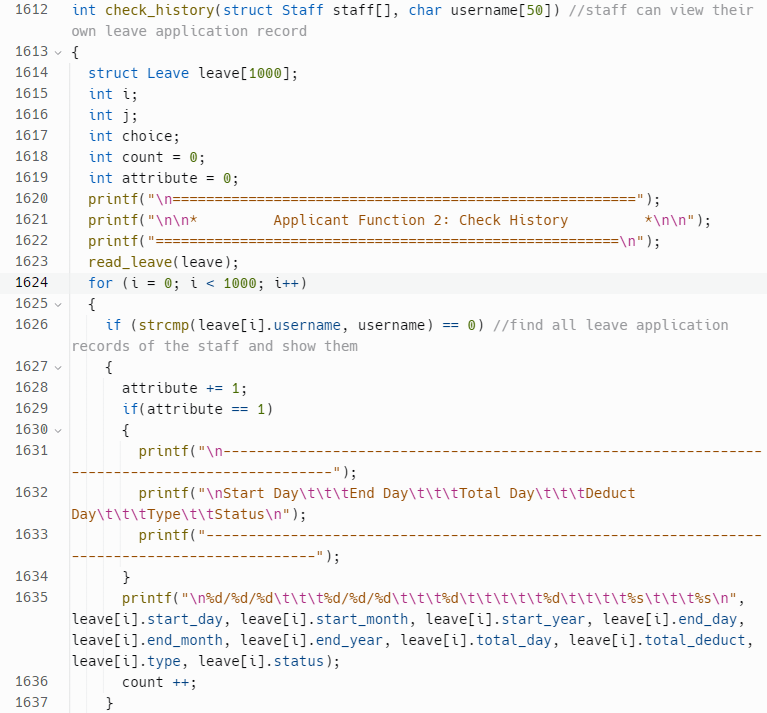 1612 int check_history(struct Staff staff[], char username[50]) //staff can view their
own leave application record
1613 {
1614 struct Leave leave[1000];
1615 int i;
1616 int j;
1617 int choice;
1618 int count = 0;
1619 int attribute = 0;
1620 printf("\n=======================================================");
1621 printf("\n\n*         Applicant Function 2: Check History         *\n\n");
1622 printf("=======================================================\n");
1623 read_leave(leave);
1624 for (i = 0; i < 1000; i++)
1625 {
1626 if (strcmp(leave[i].username, username) == 0) //find all leave application
records of the staff and show them
1627 {
1628 attribute += 1;
1629 if(attribute == 1)
1630 {
1631 printf("\n----------------------------------------------------------------
-------------------------------");
1632 printf("\nStart Day\t\t\tEnd Day\t\t\tTotal Day\t\t\tDeduct
Day\t\t\tType\t\tStatus\n");
1633 printf("------------------------------------------------------------------
-----------------------------");
1634 }
1635 printf("\n%d/%d/%d\t\t\t%d/%d/%d\t\t\t%d\t\t\t\t\t%d\t\t\t\t%s\t\t\t%s\n",
leave[i].start_day, leave[i].start_month, leave[i].start_year, leave[i].end_day,
leave[i].end_month, leave[i].end_year, leave[i].total_day, leave[i].total_deduct,
leave[i].type, leave[i].status);
1636 count ++;
1637 }